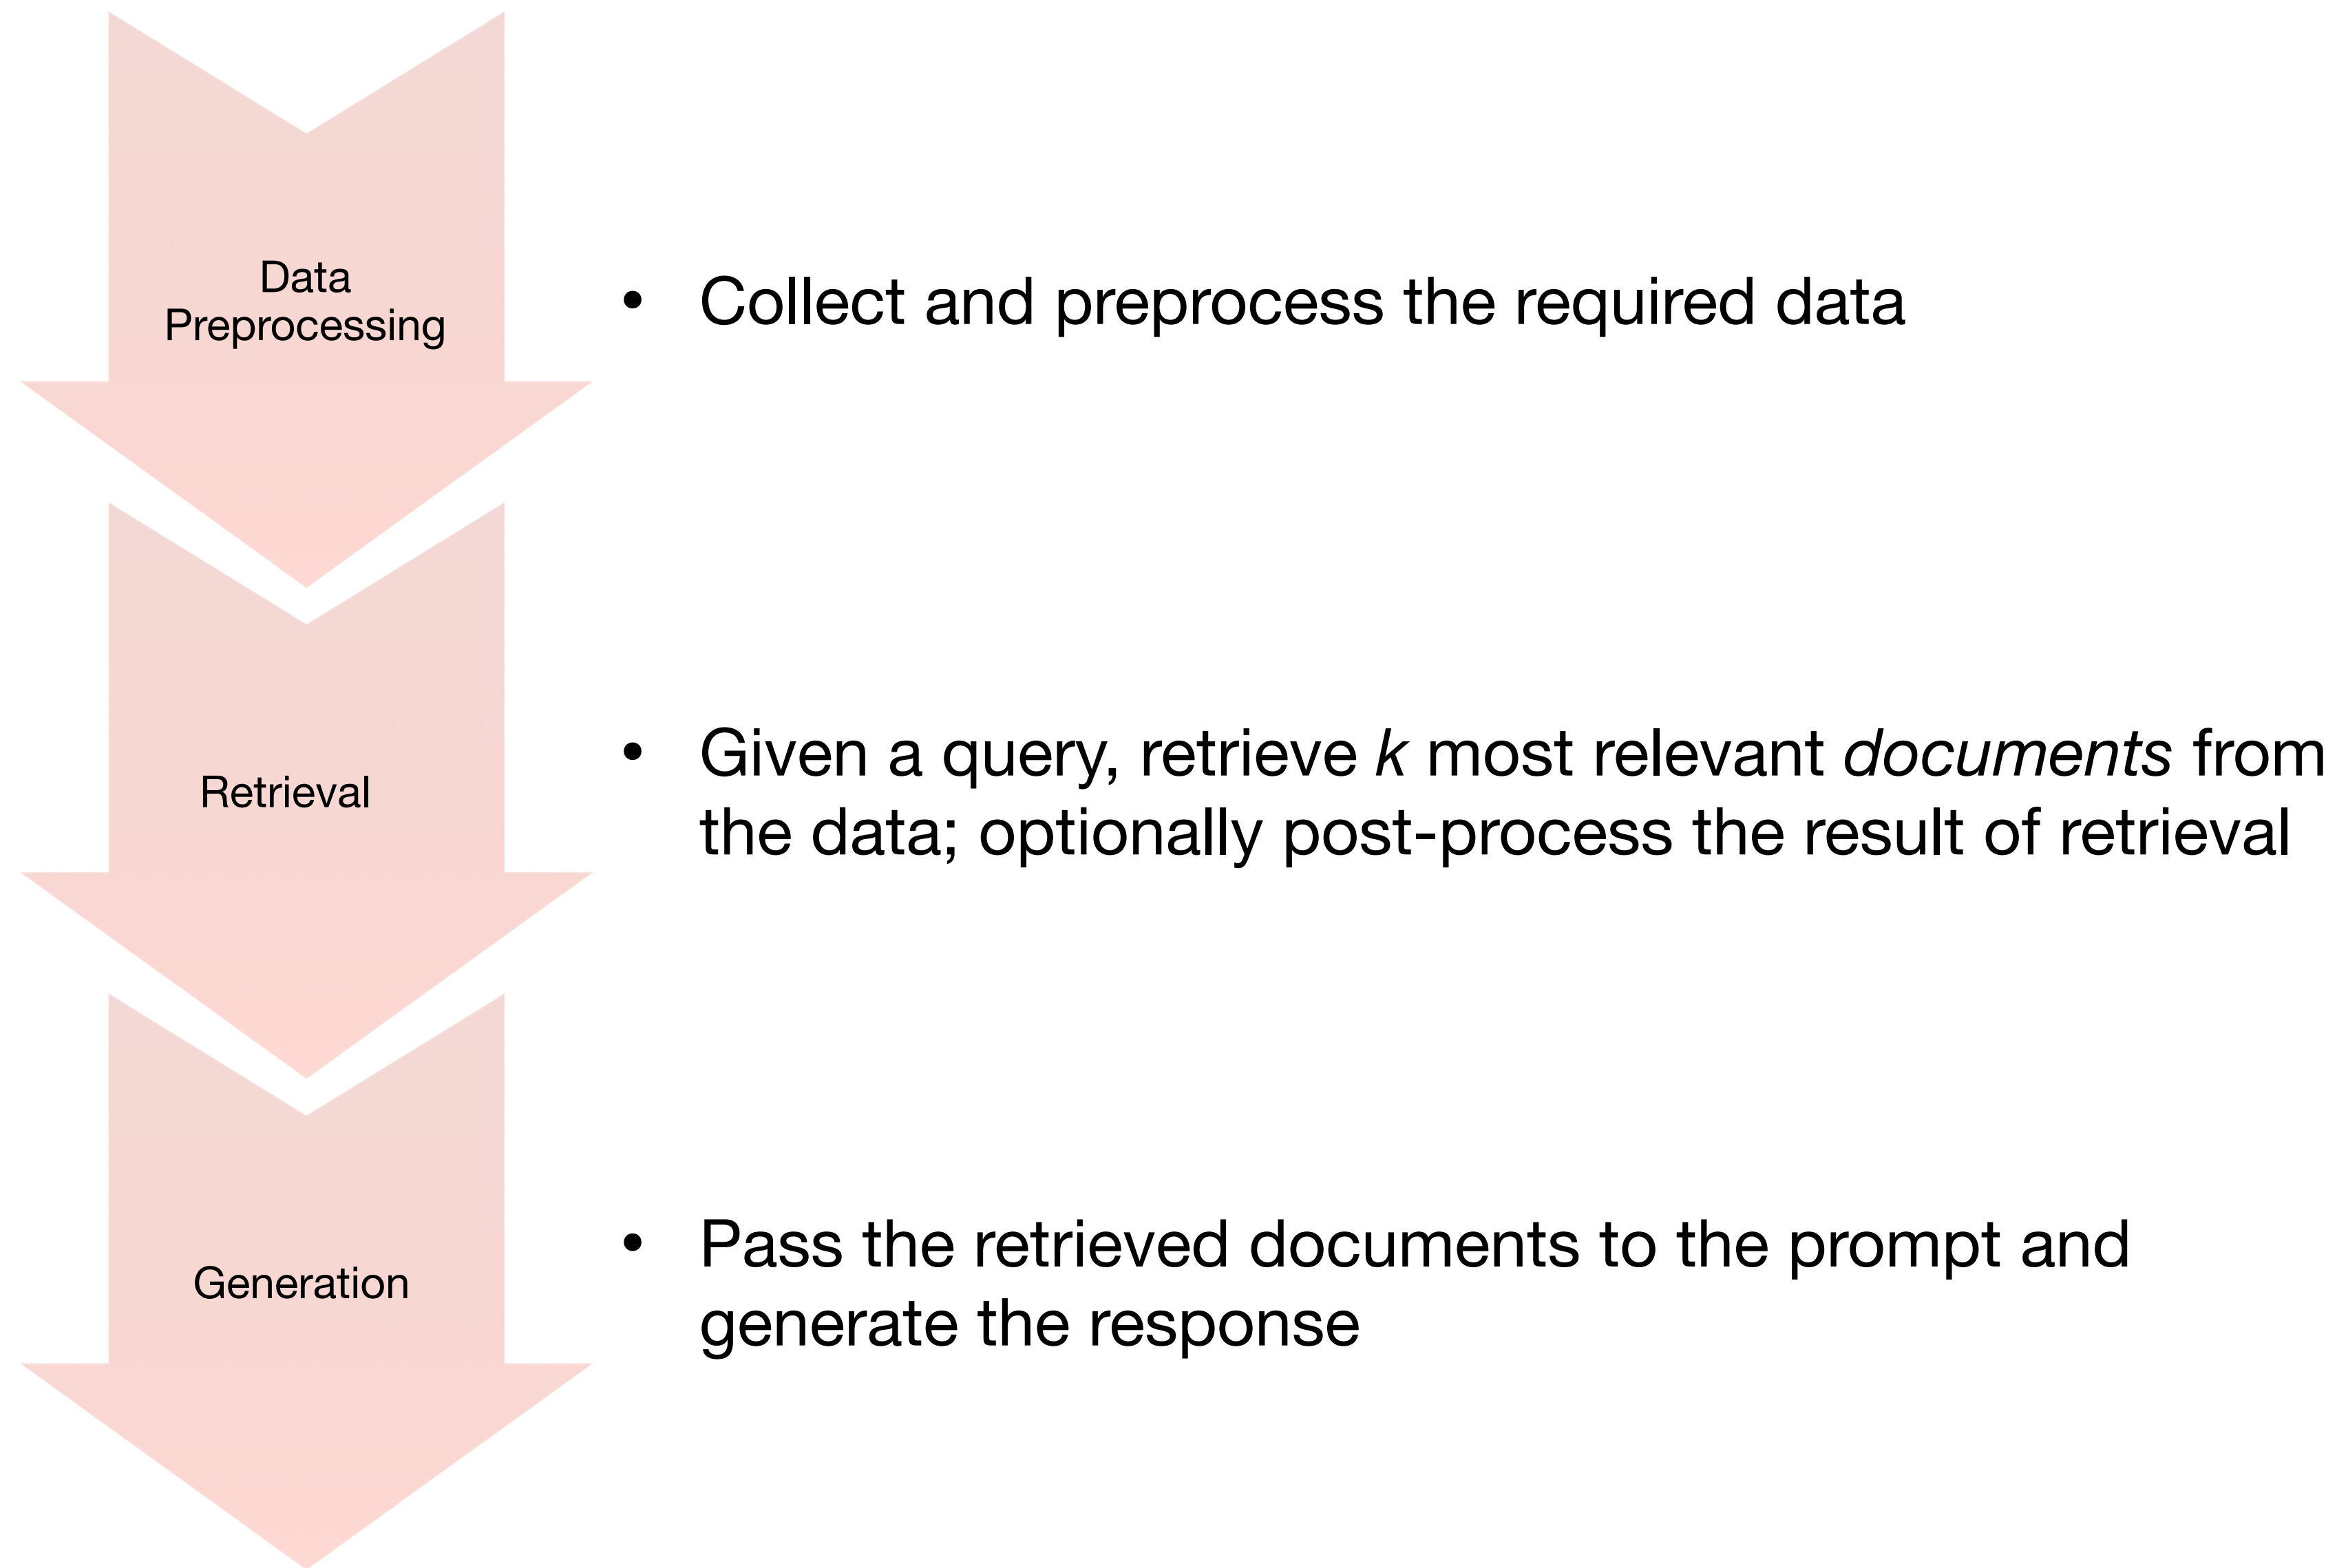 Data
Preprocessing
• Collect and preprocess the required data
Retrieval
• Given a query, retrieve k most relevant documents from
the data; optionally post-process the result of retrieval
Generation
• Pass the retrieved documents to the prompt and
generate the response